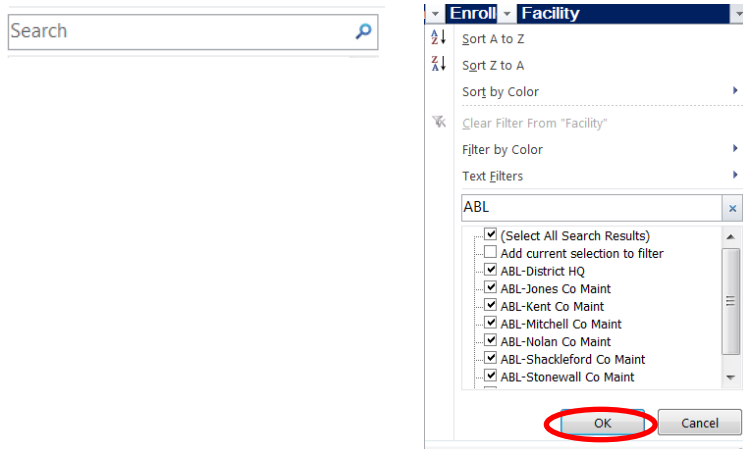 Search
Enroll Facility
Sort A to Z
Sort Z to A
Sort by Color
Clear Filter From "Facility"
Filter by Color
Text Filters
ABL
(Select All Search Results)
Add current selection to filter
ABL-District HQ
ABL-Jones Co Maint
ABL-Kent Co Maint
ABL-Mitchell Co Maint
ABL-Nolan Co Maint
ABL-Shackleford Co Maint
ABL-Stonewall Co Maint
OK Cancel